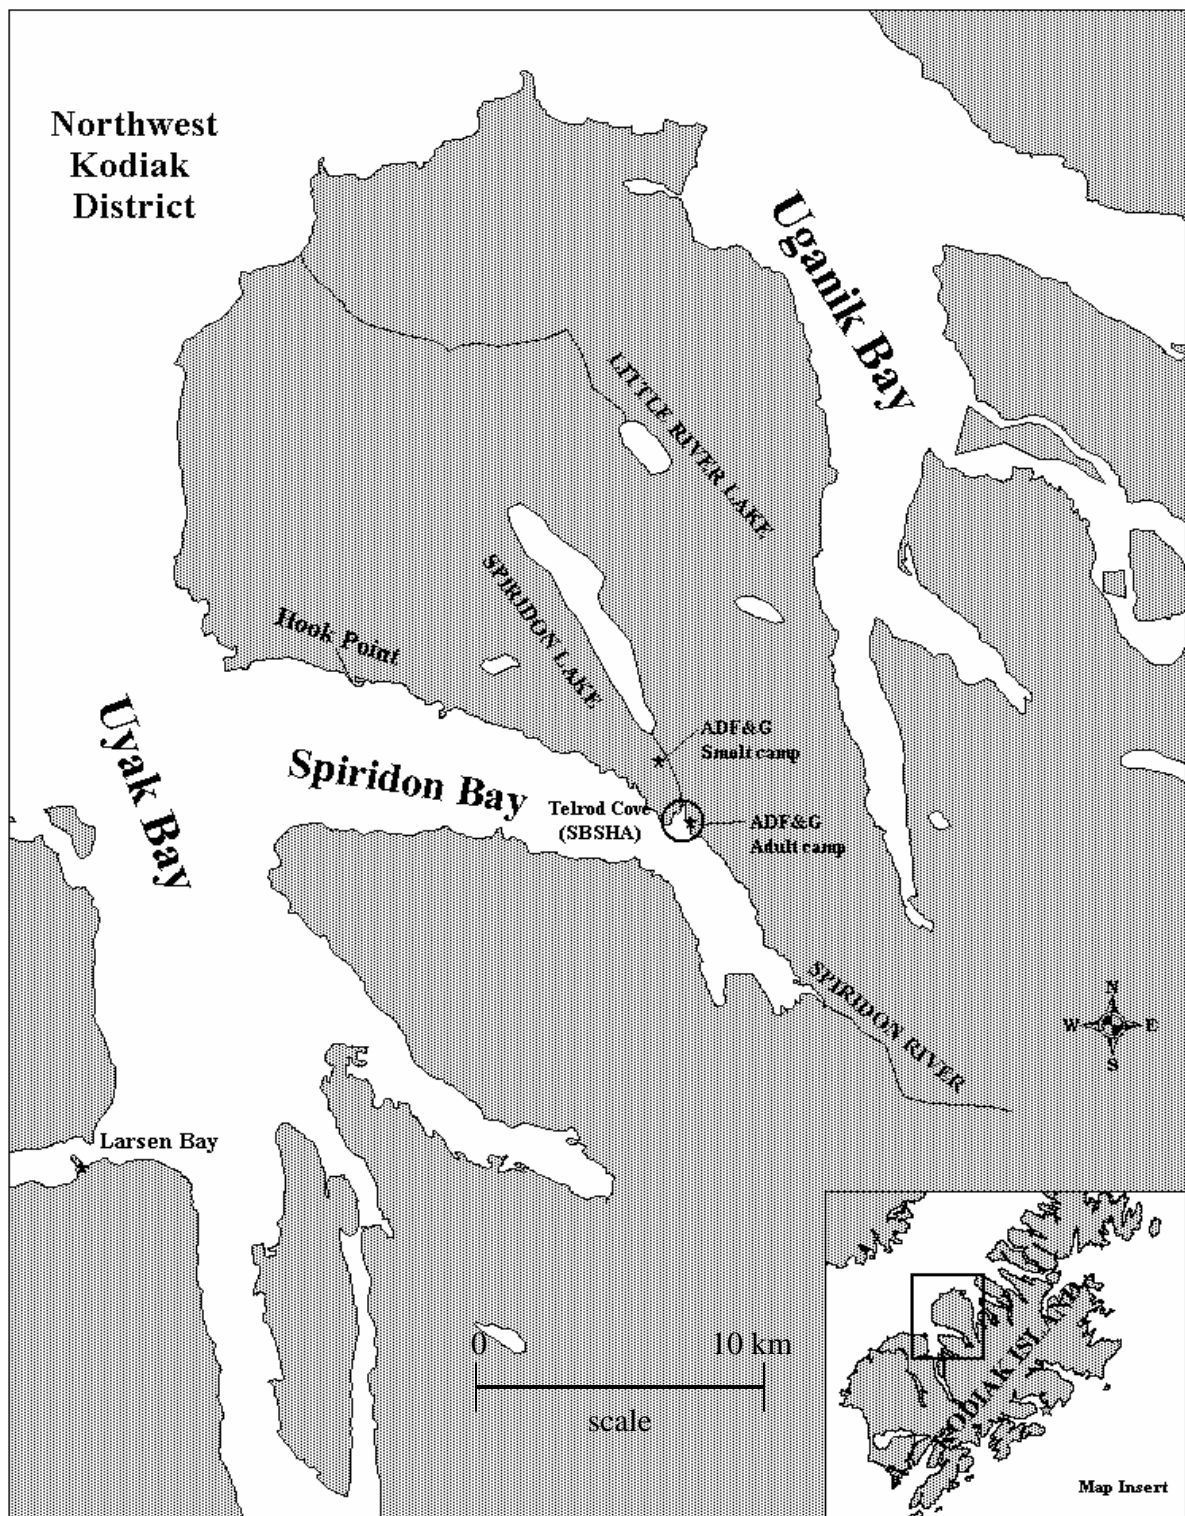 Northwest
Kodiak
District
Uganik Bay
LITTLE RIVER LAKE
SPIRIDON LAKE
Hook Point
Uyak Bay
Spiridon Bay
ADF&G
Smolt camp
Telrod Cove
(SBSHA)
ADF&G
Adult camp
SPIRIDON RIVER
N
W
E
S
Larsen Bay
0
10 km
scale
KODIAK ISLAND
Map Insert